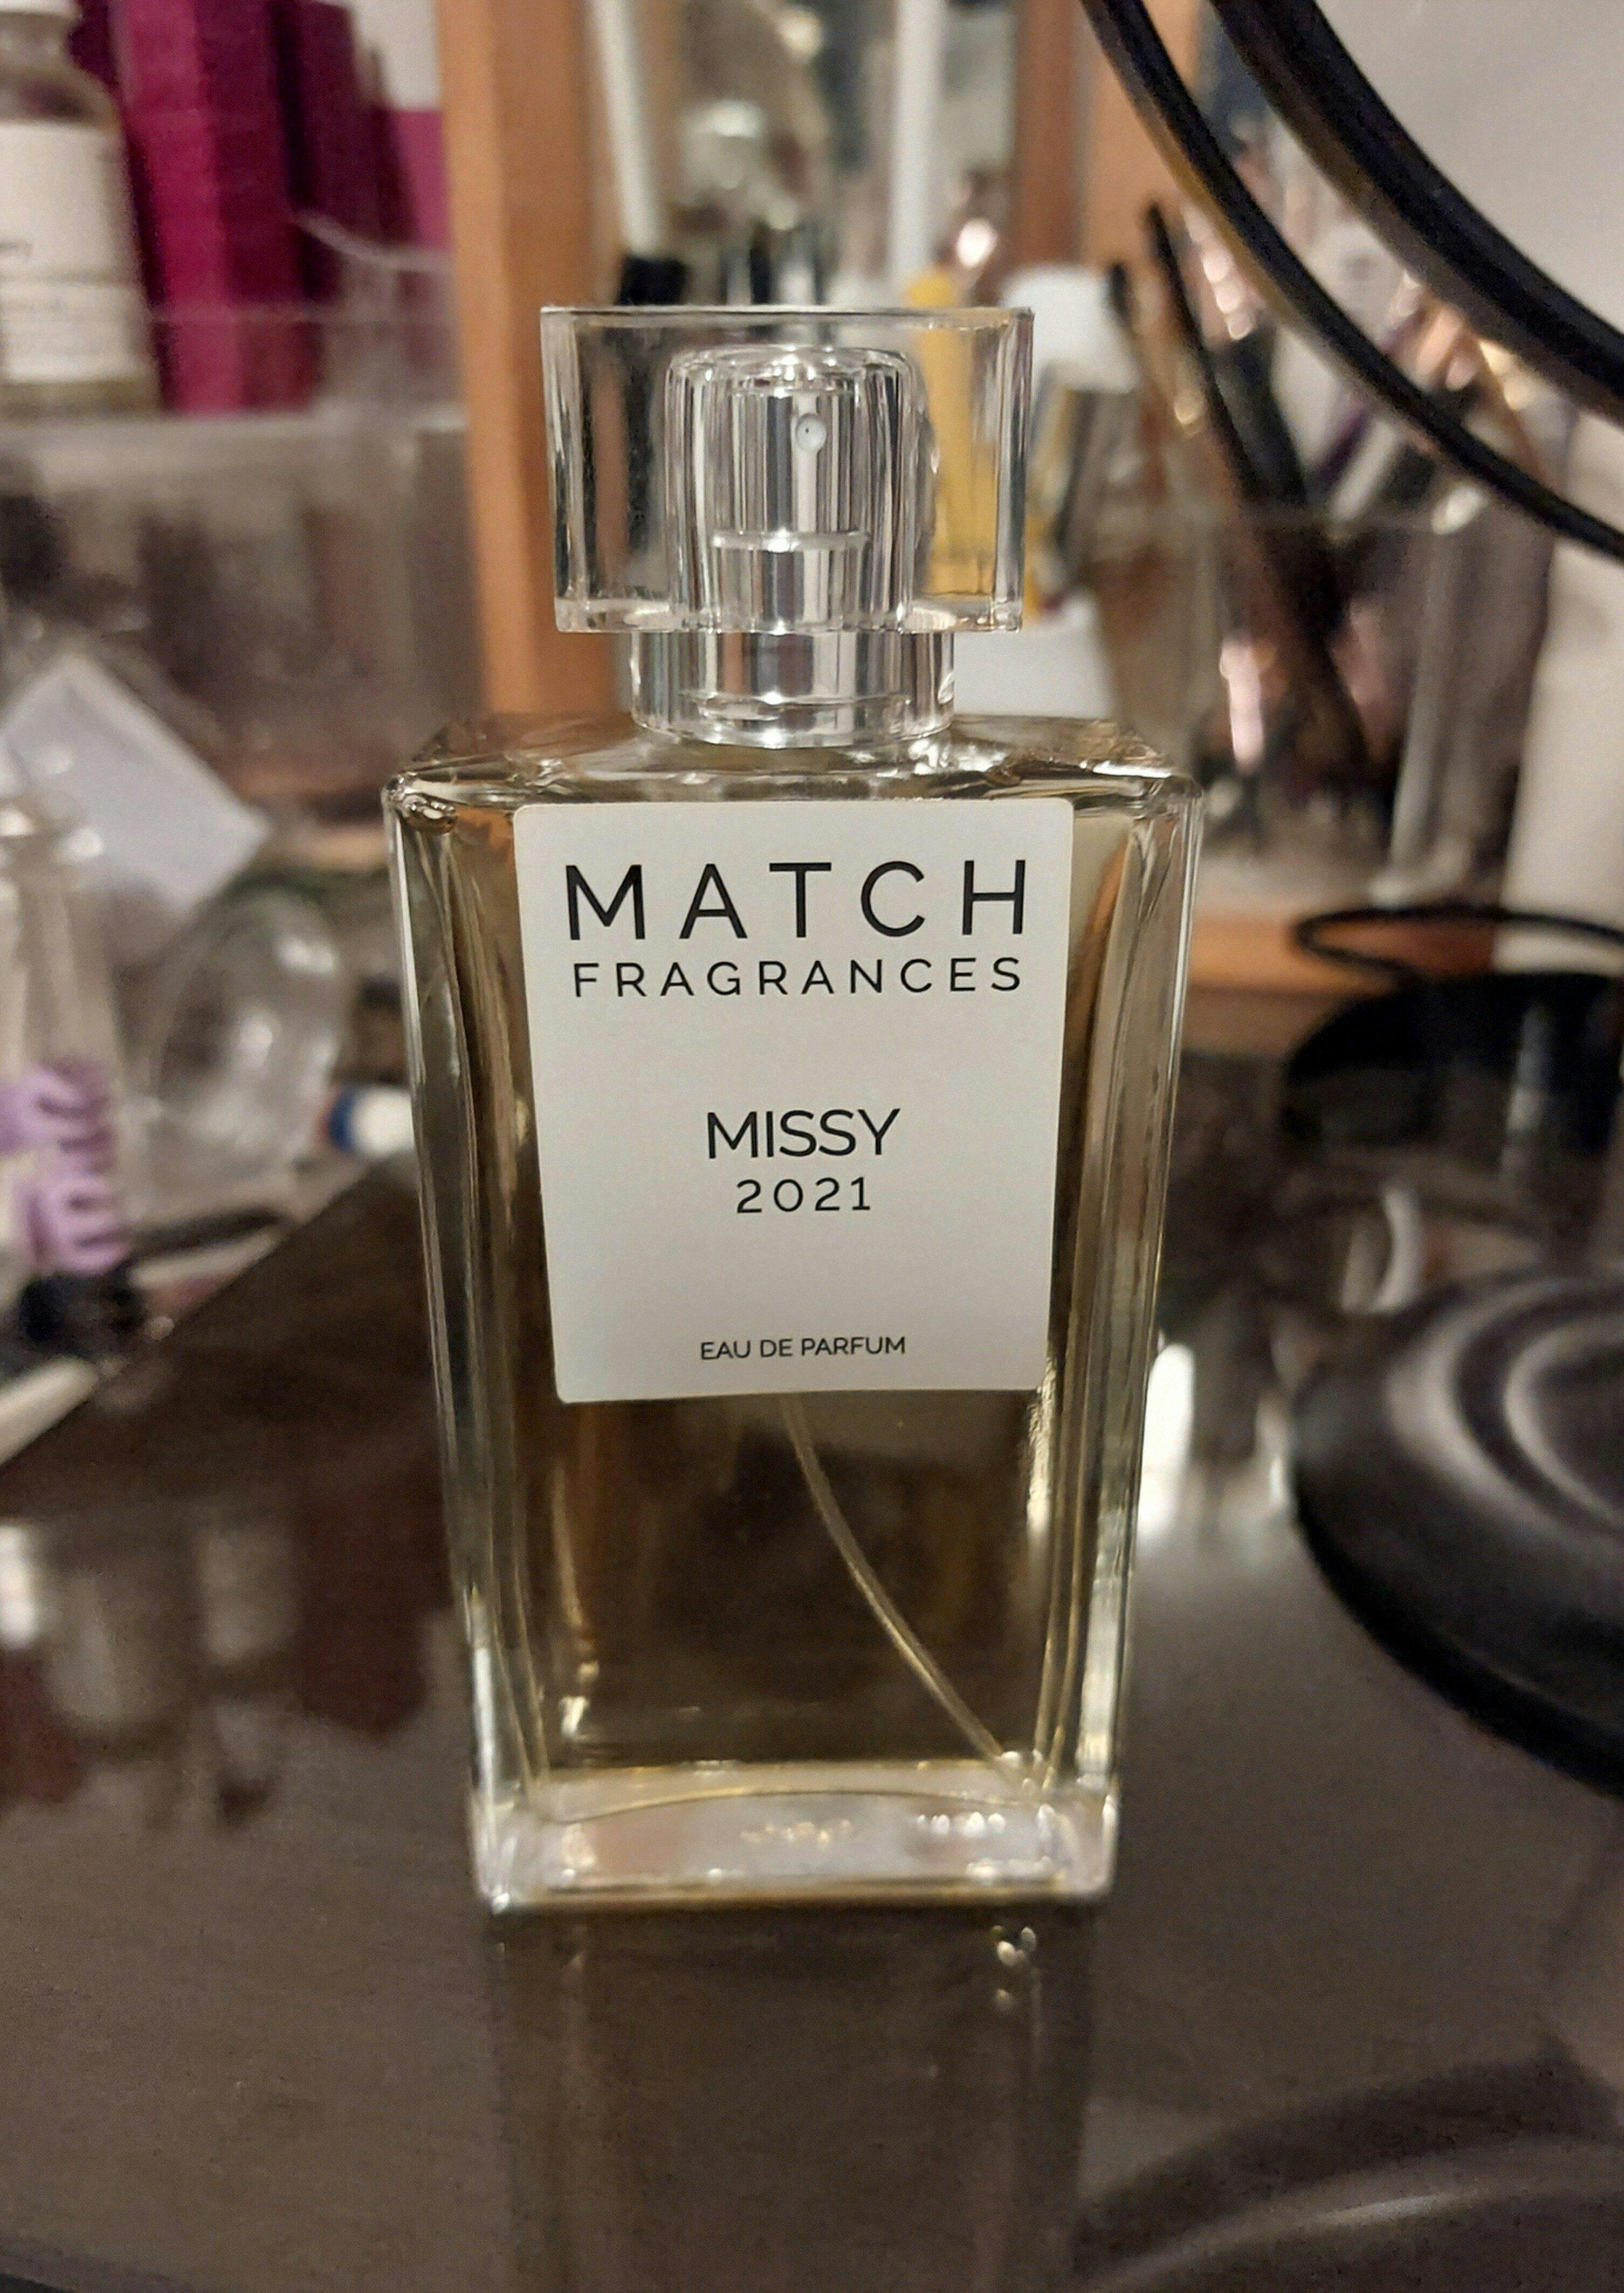 MATCH
FRAGRANCES
MISSY
2021
EAU DE PARFUM